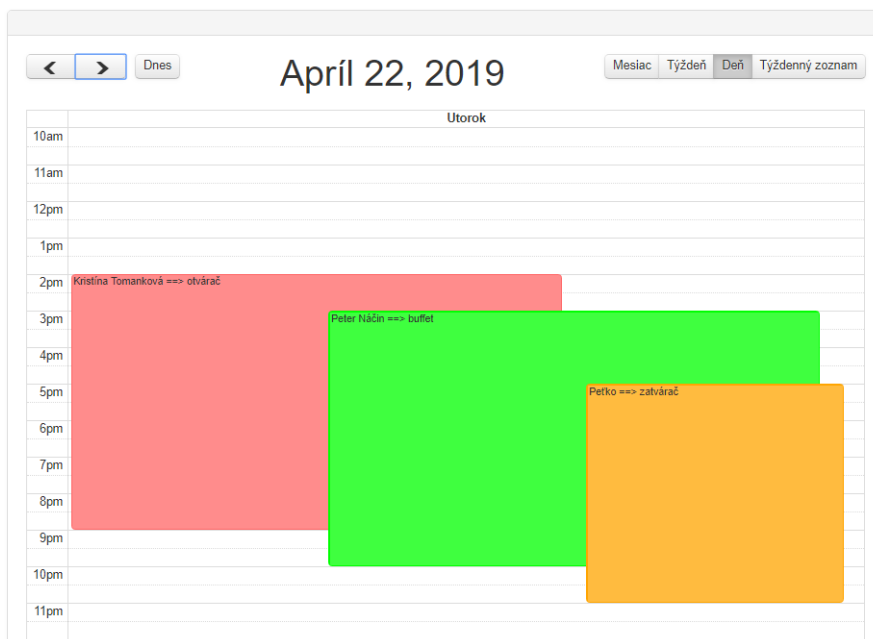 Dnes
Apríl 22, 2019
Mesiac Týždeň Deň Týždenný zoznam
Utorok
10am
11am
12pm
1pm
2pm Kristína Tomanková ==> otvárač
3pm Peter Náčin ==> buffet
4pm
5pm Peťko ==> zatvárač
6pm
7pm
8pm
9pm
10pm
11pm